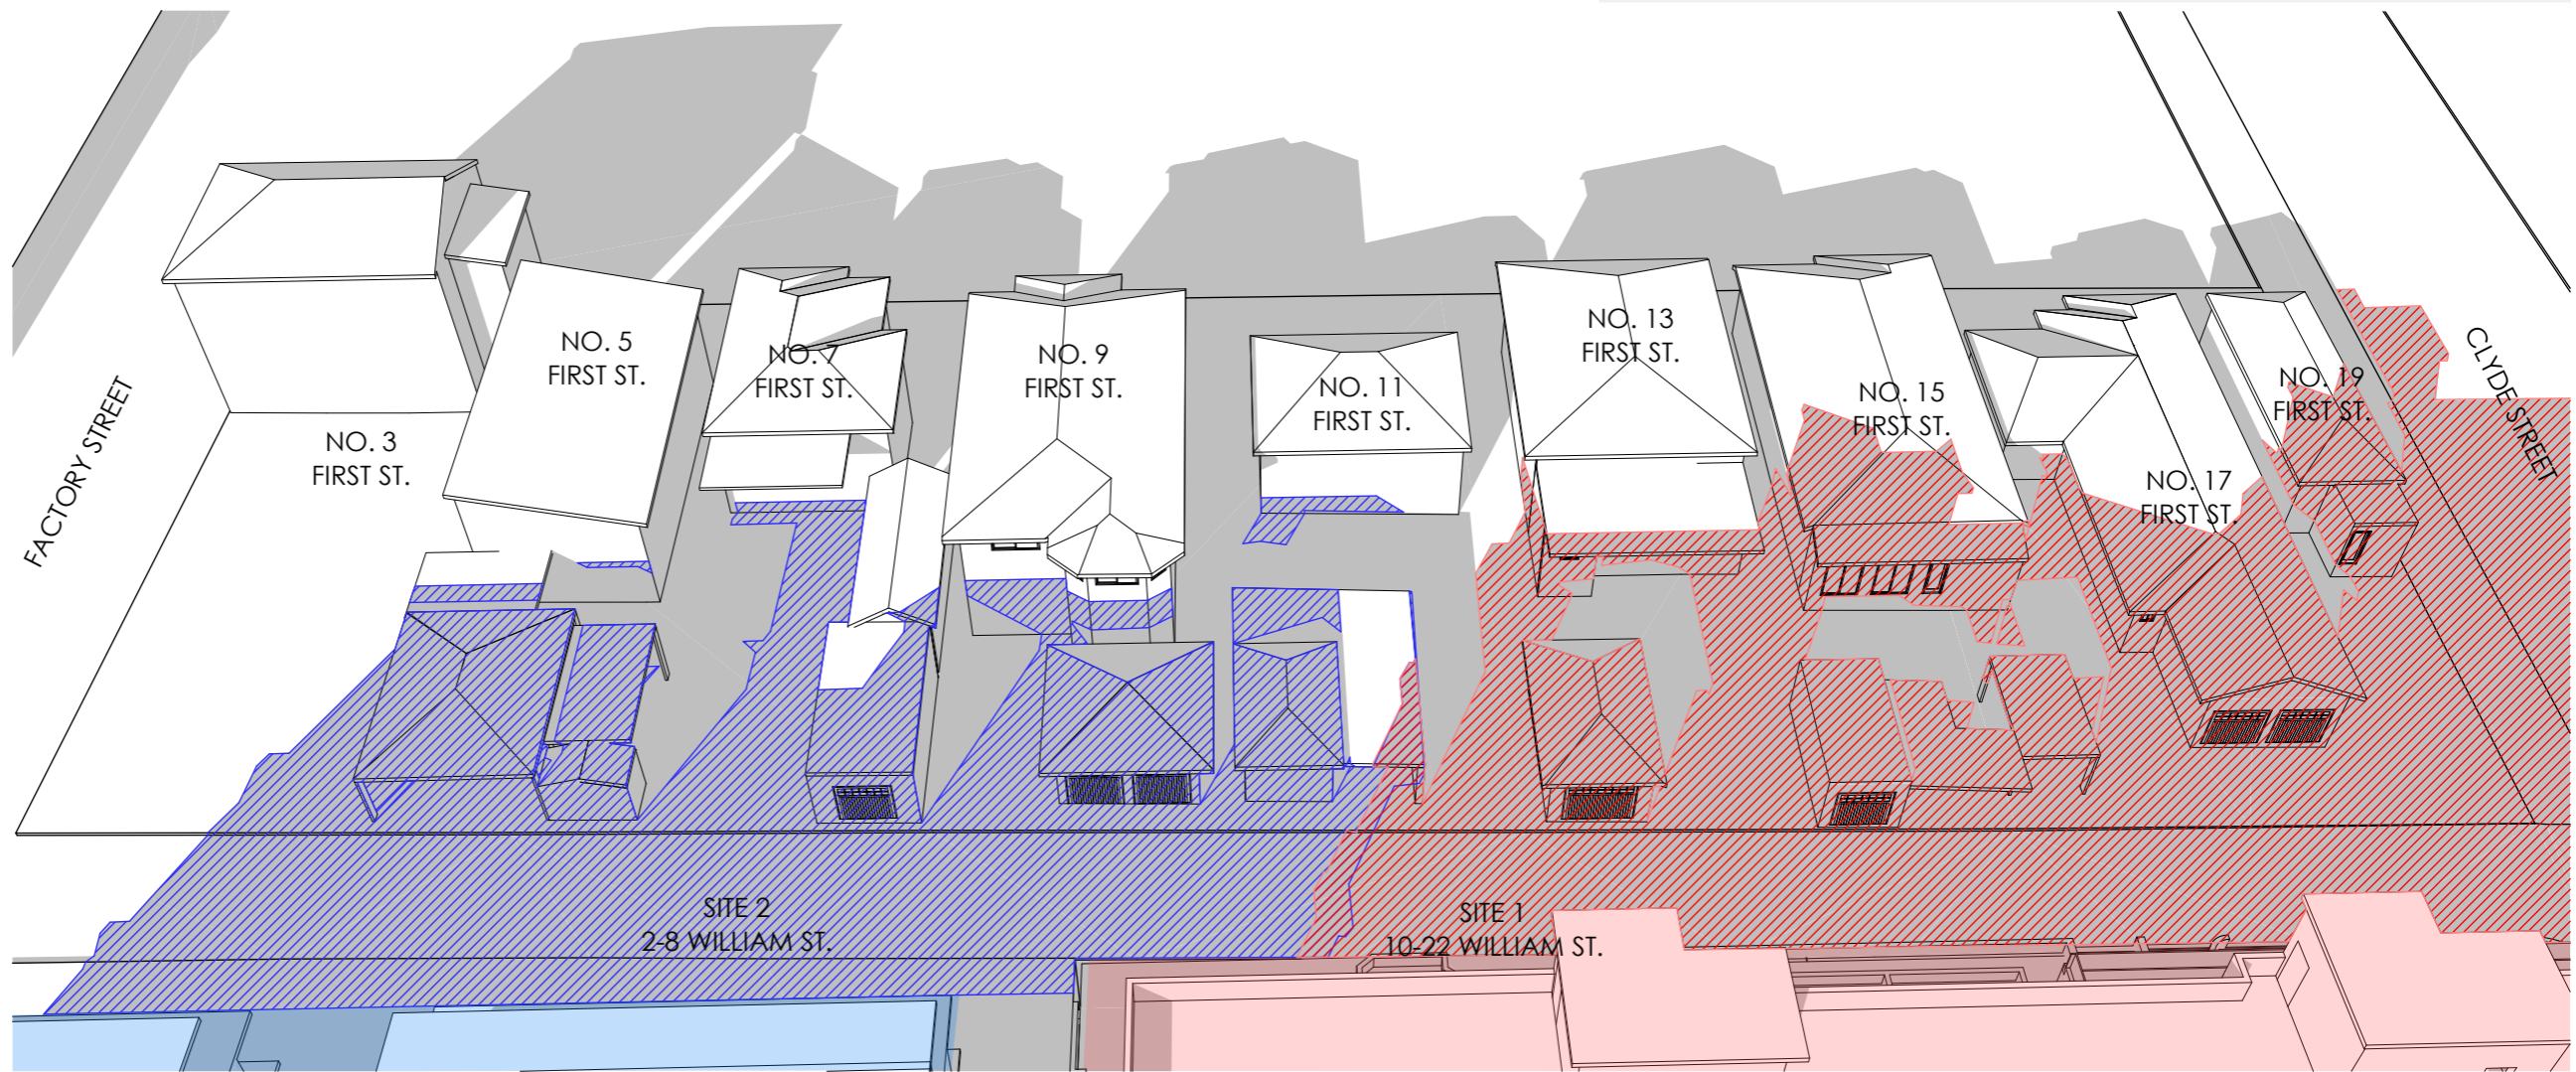 FACTORY STREET
NO. 3
FIRST ST.
NO. 5
FIRST ST.
NO. 7
FIRST ST.
NO. 9
FIRST ST.
NO. 11
FIRST ST.
NO. 13
FIRST ST.
NO. 15
FIRST ST.
NO. 17
FIRST ST.
NO. 19
FIRST ST.
CLYDE STREET
SITE 2
2-8 WILLIAM ST.
SITE 1
10-22 WILLIAM ST.